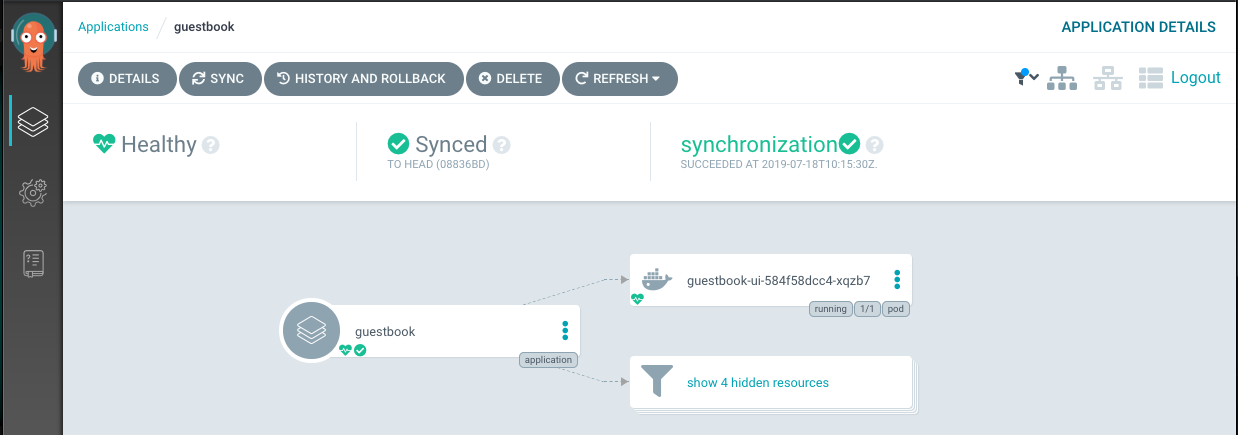 Applications / guestbook
APPLICATION DETAILS
DETAILS SYNC HISTORY AND ROLLBACK DELETE REFRESH
Logout
Healthy ?
Synced ?
TO HEAD (08836BD)
synchronization ?
SUCCEEDED AT 2019-07-18T10:15:30Z.
guestbook-ui-584f58dcc4-xqzb7
running 1/1 pod
guestbook
application
show 4 hidden resources